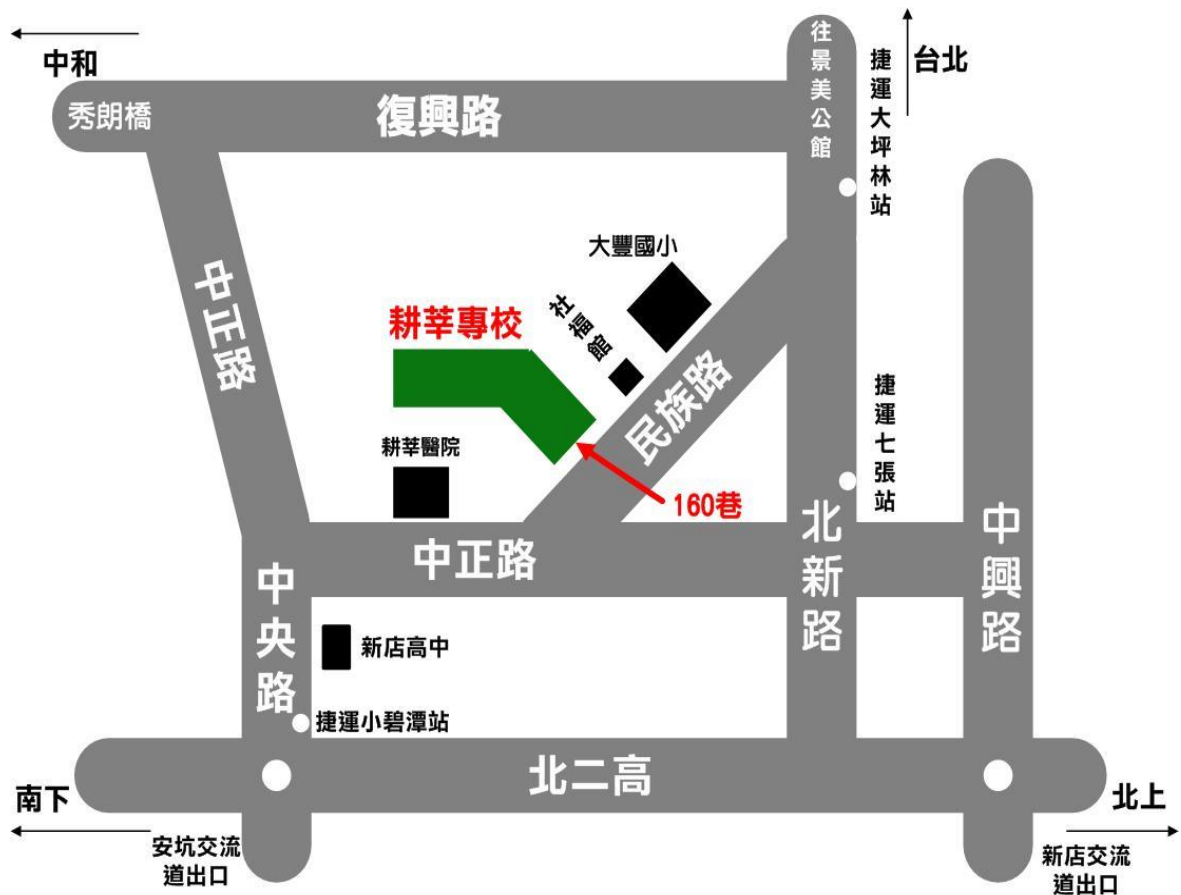 中和
往景美公館
台北
捷運大坪林站
秀朗橋
復興路
大豐國小
社福館
中正路
耕莘專校
民族路
捷運七張站
耕莘醫院
160巷
中正路
北新路
中興路
中央路
新店高中
捷運小碧潭站
北二高
南下
北上
安坑交流
道出口
新店交流
道出口